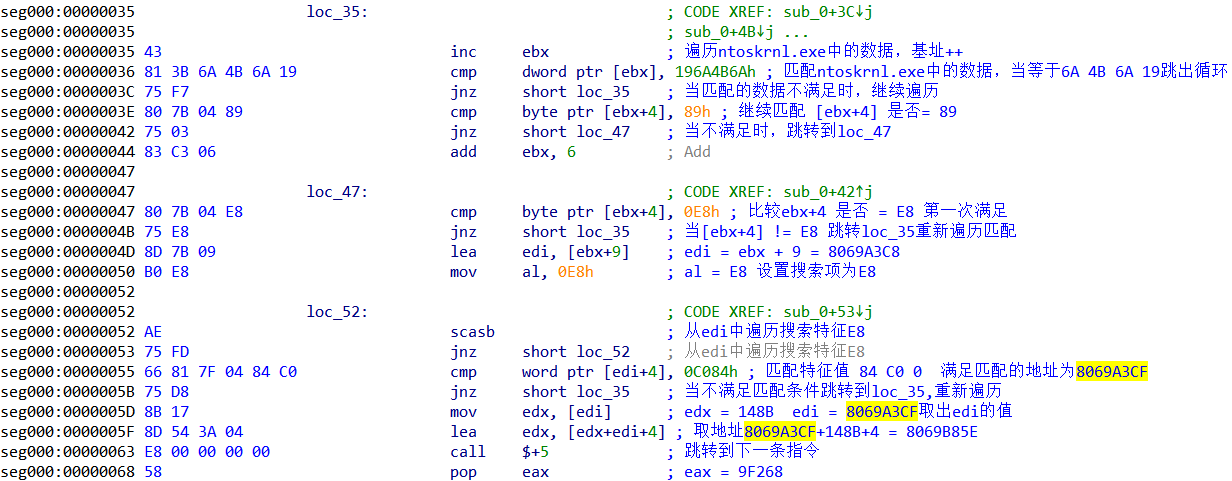 seg000:00000035 loc_35: ; CODE XREF: sub_0+3C↓j
seg000:00000035 ; sub_0+4B↓j ...
seg000:00000035 43 inc ebx ; 遍历ntoskrnl.exe中的数据，基址++
seg000:00000036 81 3B 6A 4B 6A 19 cmp dword ptr [ebx], 196A4B6Ah ; 匹配ntoskrnl.exe中的数据，当等于6A 4B 6A 19跳出循环
seg000:0000003C 75 F7 jnz short loc_35 ; 当匹配的数据不满足时，继续遍历
seg000:0000003E 80 7B 04 89 cmp byte ptr [ebx+4], 89h ; 继续匹配 [ebx+4] 是否= 89
seg000:00000042 75 03 jnz short loc_47 ; 当不满足时，跳转到loc_47
seg000:00000044 83 C3 06 add ebx, 6 ; Add
seg000:00000047
seg000:00000047 loc_47: ; CODE XREF: sub_0+42↑j
seg000:00000047 80 7B 04 E8 cmp byte ptr [ebx+4], 0E8h ; 比较ebx+4 是否 = E8 第一次满足
seg000:0000004B 75 E8 jnz short loc_35 ; 当[ebx+4] != E8 跳转loc_35重新遍历匹配
seg000:0000004D 8D 7B 09 lea edi, [ebx+9] ; edi = ebx + 9 = 8069A3C8
seg000:00000050 B0 E8 mov al, 0E8h ; al = E8 设置搜索项为E8
seg000:00000052
seg000:00000052 loc_52: ; CODE XREF: sub_0+53↓j
seg000:00000052 AE scasb ; 从edi中遍历搜索特征E8
seg000:00000053 75 FD jnz short loc_52 ; 从edi中遍历搜索特征E8
seg000:00000055 66 81 7F 04 84 C0 cmp word ptr [edi+4], 0C084h ; 匹配特征值 84 C0 0 满足匹配的地址为8069A3CF
seg000:0000005B 75 D8 jnz short loc_35 ; 当不满足匹配条件跳转到loc_35,重新遍历
seg000:0000005D 8B 17 mov edx, [edi] ; edx = 148B edi = 8069A3CF取出edi的值
seg000:0000005F 8D 54 3A 04 lea edx, [edx+edi+4] ; 取地址8069A3CF+148B+4 = 8069B85E
seg000:00000063 E8 00 00 00 00 call $+5 ; 跳转到下一条指令
seg000:00000068 58 pop eax ; eax = 9F268